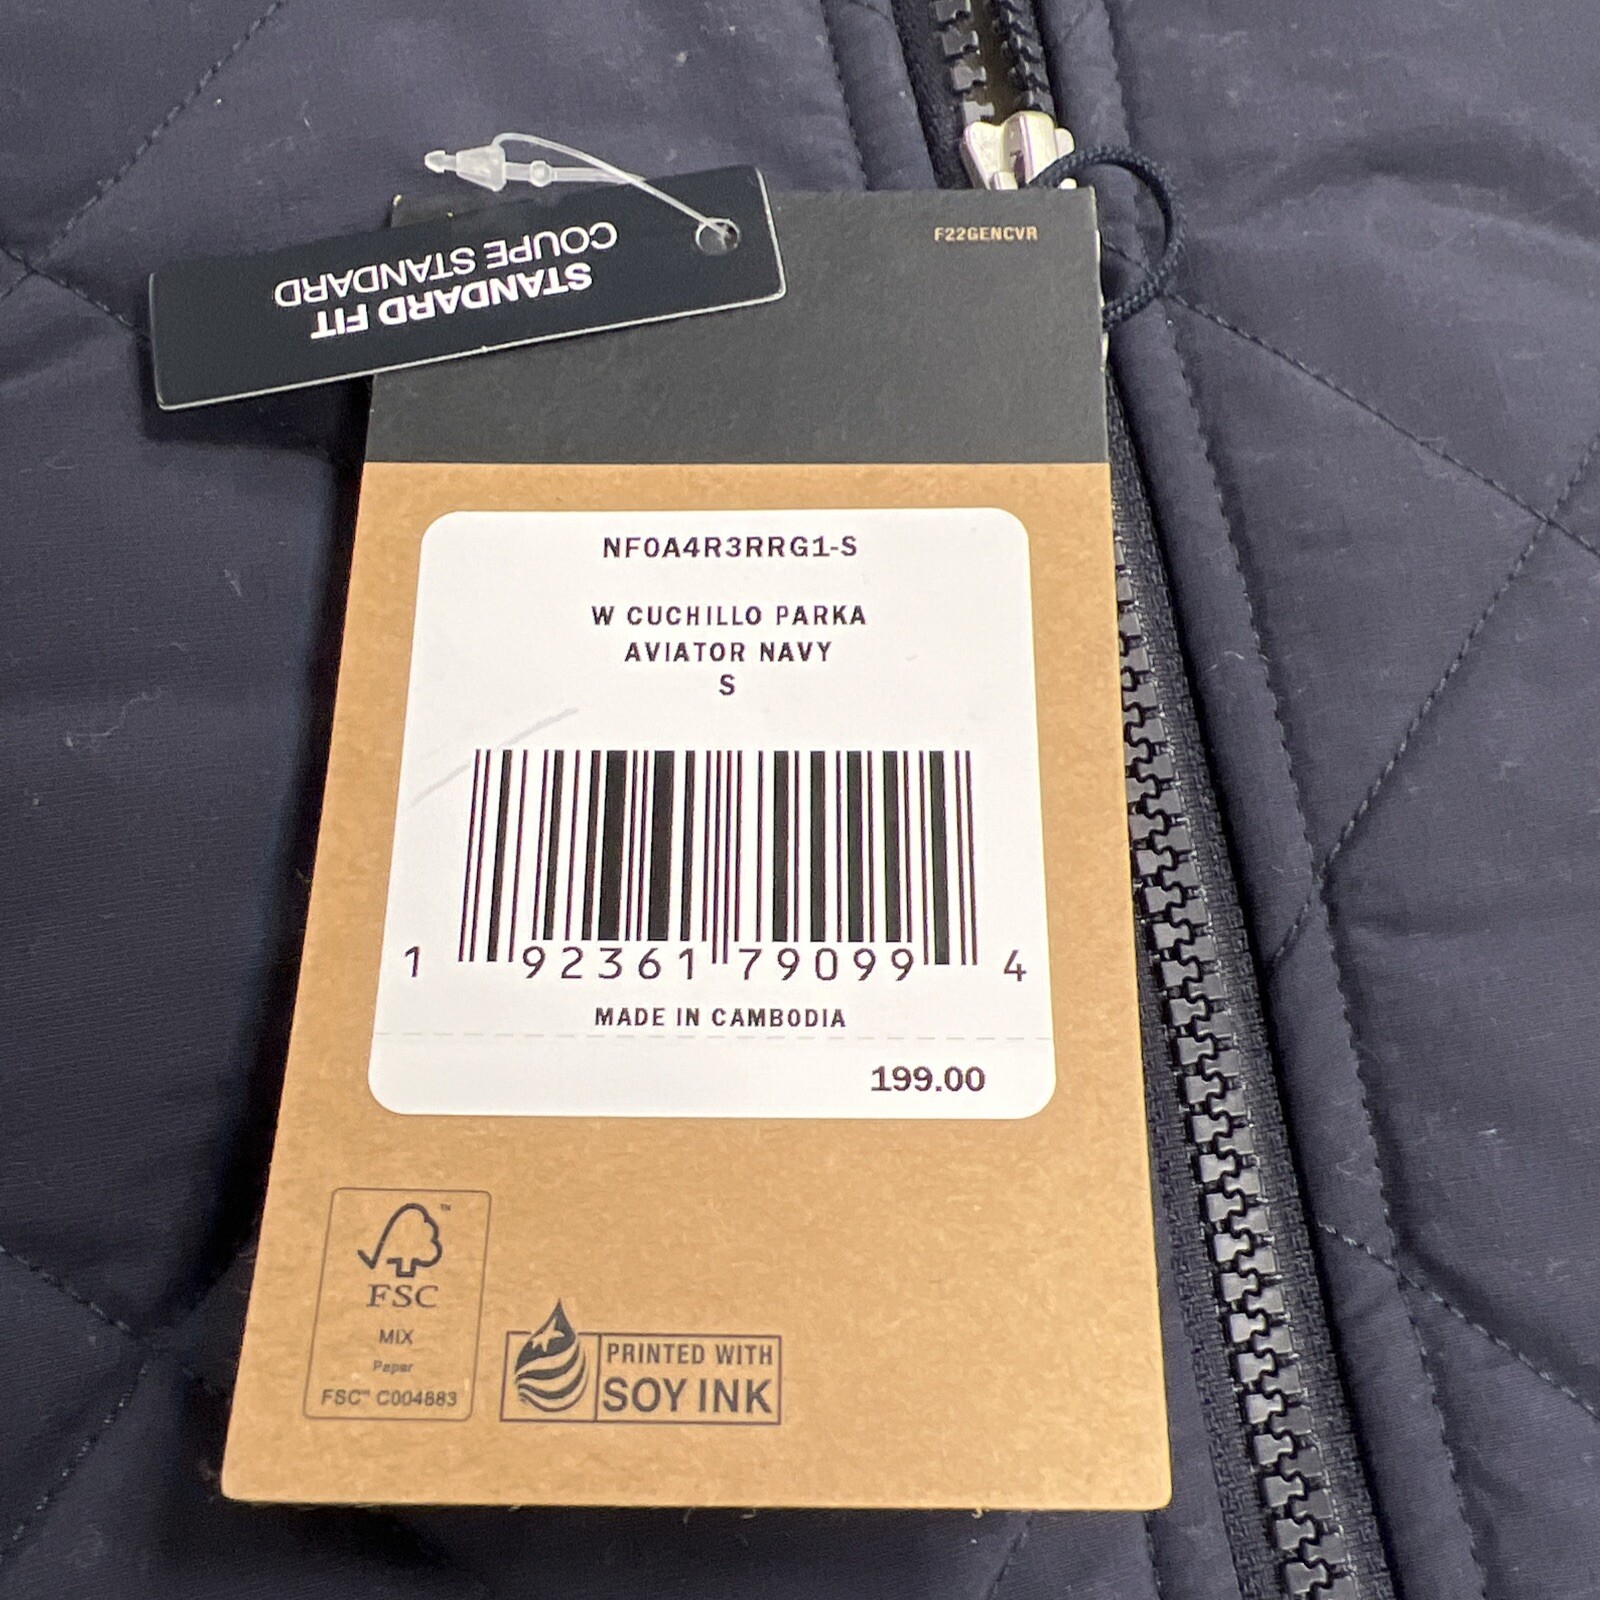 STANDARD FIT
COUPE STANDARD
F22GENCVR
NF0A4R3RRG1-S
W CUCHILLO PARKA
AVIATOR NAVY
S
1 92361 79099 4
MADE IN CAMBODIA
199.00
FSC
MIX
Paper
FSC™ C004883
PRINTED WITH
SOY INK